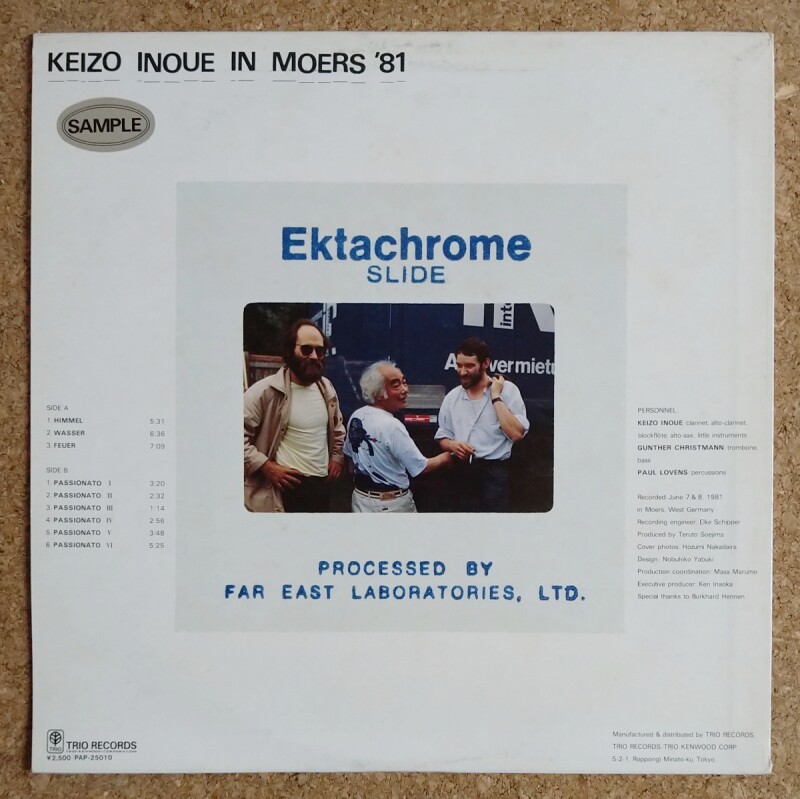 KEIZO INOUE IN MOERS '81
SAMPLE
Ektachrome
SLIDE
inte
vermietu
PROCESSED BY
FAR EAST LABORATORIES, LTD.
SIDE A
1. HIMMEL 5:31
2. WASSER 6:36
3. FEUER 7:09
SIDE B
1. PASSIONATO I 3:20
2. PASSIONATO II 2:32
3. PASSIONATO III 1:14
4. PASSIONATO IV 2:56
5. PASSIONATO V 3:48
6. PASSIONATO VI 5:25
PERSONNEL
KEIZO INOUE clarinet, alto-clarinet,
blockflöte, alto-sax, little instruments
GUNTHER CHRISTMANN trombone,
bass
PAUL LOVENS percussions
Recorded June 7 & 8, 1981
in Moers, West Germany
Recording engineer: Elke Schipper
Produced by Teruto Soejima
Cover photos: Hozumi Nakadaira
Design: Nobuhiko Yabuki
Production coordination: Masa Marumo
Executive producer: Ken Inaoka
Special thanks to Burkhard Hennen
TRIO
TRIO RECORDS
¥2,500 PAP-25010
Manufactured & distributed by TRIO RECORDS
TRIO RECORDS, TRIO KENWOOD CORP.
5-2-1, Roppongi Minato-ku, Tokyo